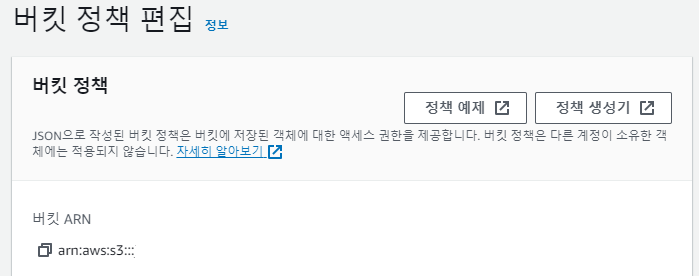 버킷 정책 편집 정보
버킷 정책
정책 예제 정책 생성기
JSON으로 작성된 버킷 정책은 버킷에 저장된 객체에 대한 액세스 권한을 제공합니다. 버킷 정책은 다른 계정이 소유한 객
체에는 적용되지 않습니다. 자세히 알아보기
버킷 ARN
arn:aws:s3:::